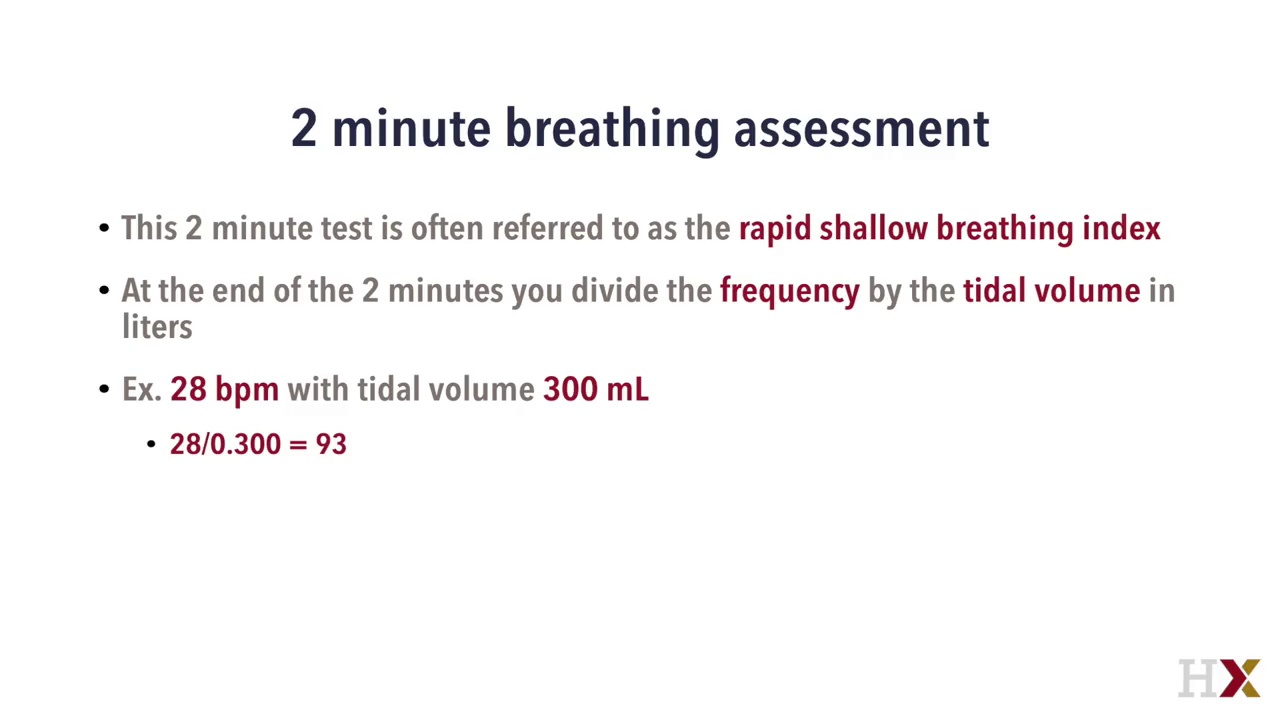 2 minute breathing assessment
• This 2 minute test is often referred to as the rapid shallow breathing index
• At the end of the 2 minutes you divide the frequency by the tidal volume in
liters
• Ex. 28 bpm with tidal volume 300 mL
• 28/0.300 = 93
HX